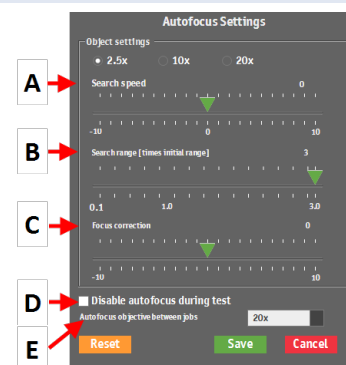 Autofocus Settings
Object settings
2.5x 10x 20x
A Search speed 0
-10 0 10
B Search range [times initial range] 3
0.1 1.0 3.0
C Focus correction 0
-10 10
D Disable autofocus during test
E Autofocus objective between jobs 20x
Reset Save Cancel